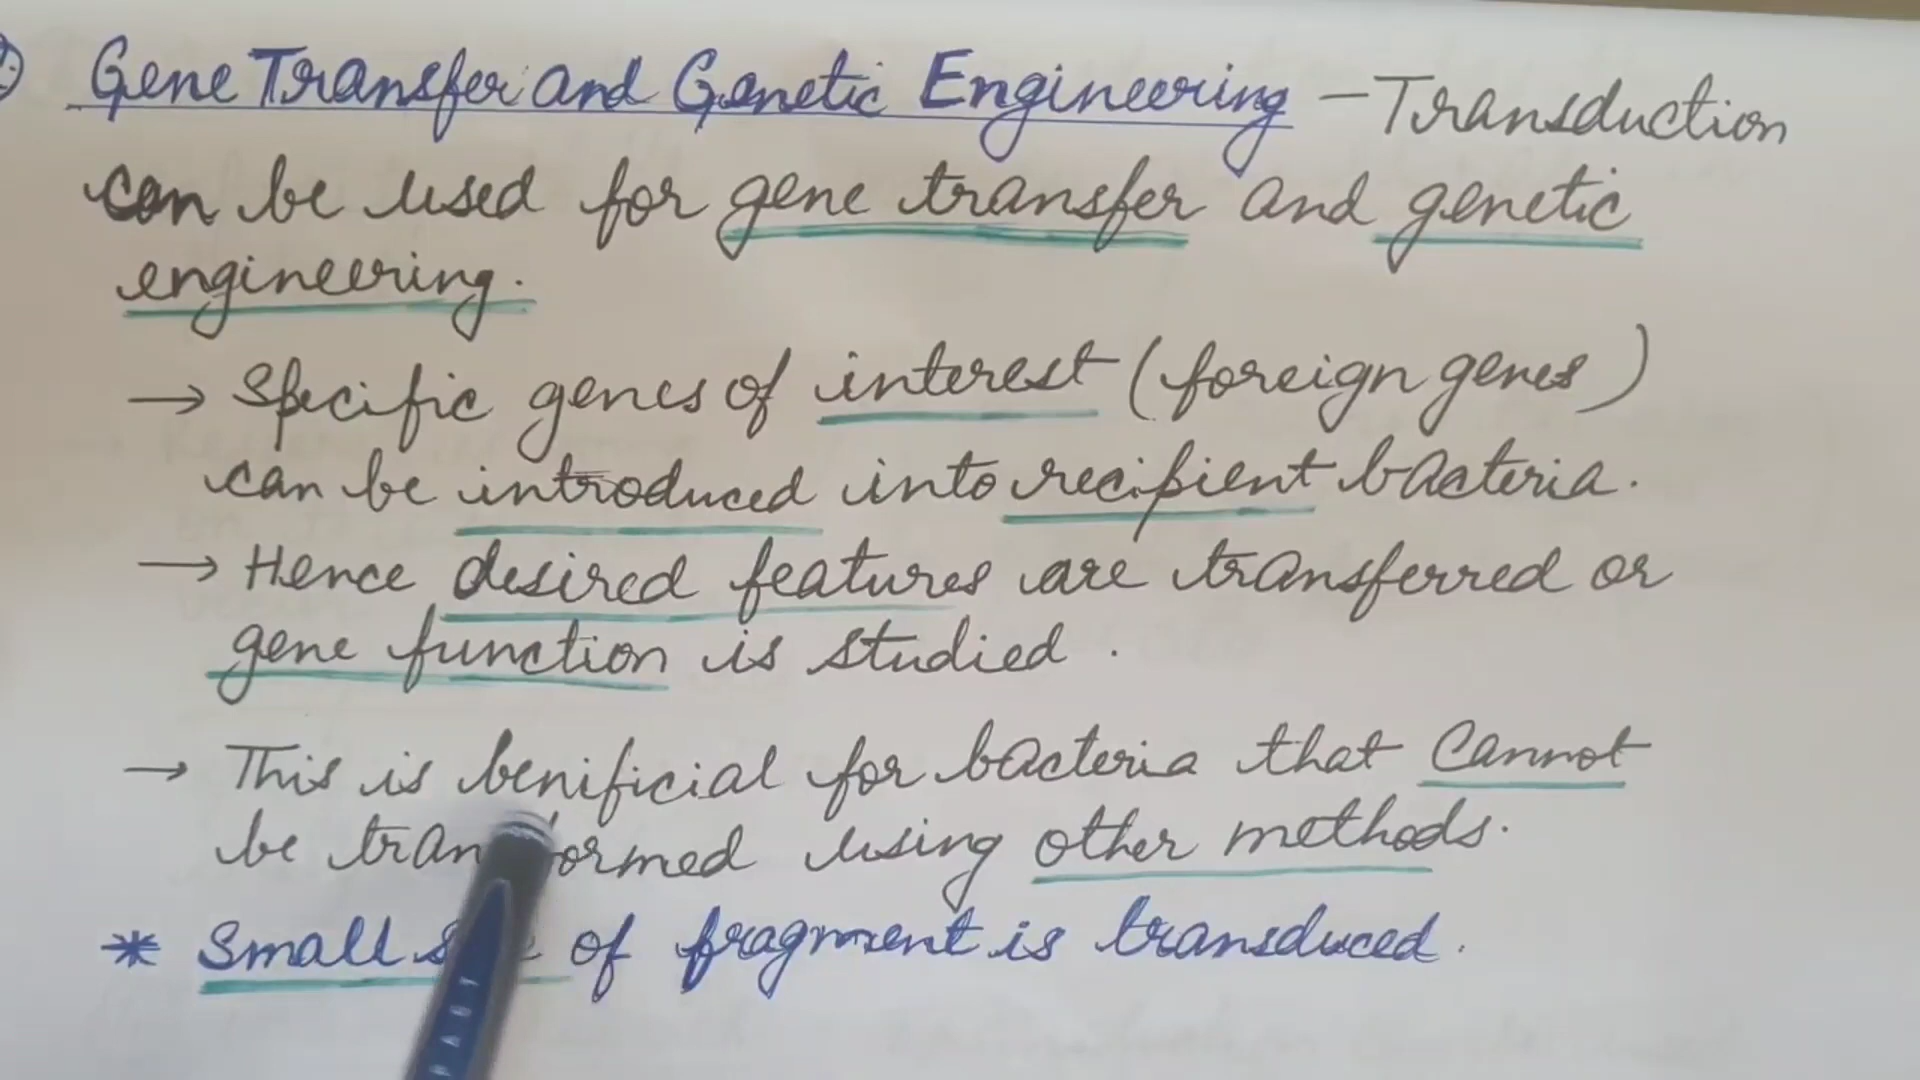 Gene Transfer and Genetic Engineering - Transduction
can be used for gene transfer and genetic
engineering.
→ Specific genes of interest (foreign genes)
can be introduced into recipient bacteria.
→ Hence desired features are transferred or
gene function is studied.
→ This is benificial for bacteria that cannot
be transformed using other methods.
* Small of fragment is transduced.